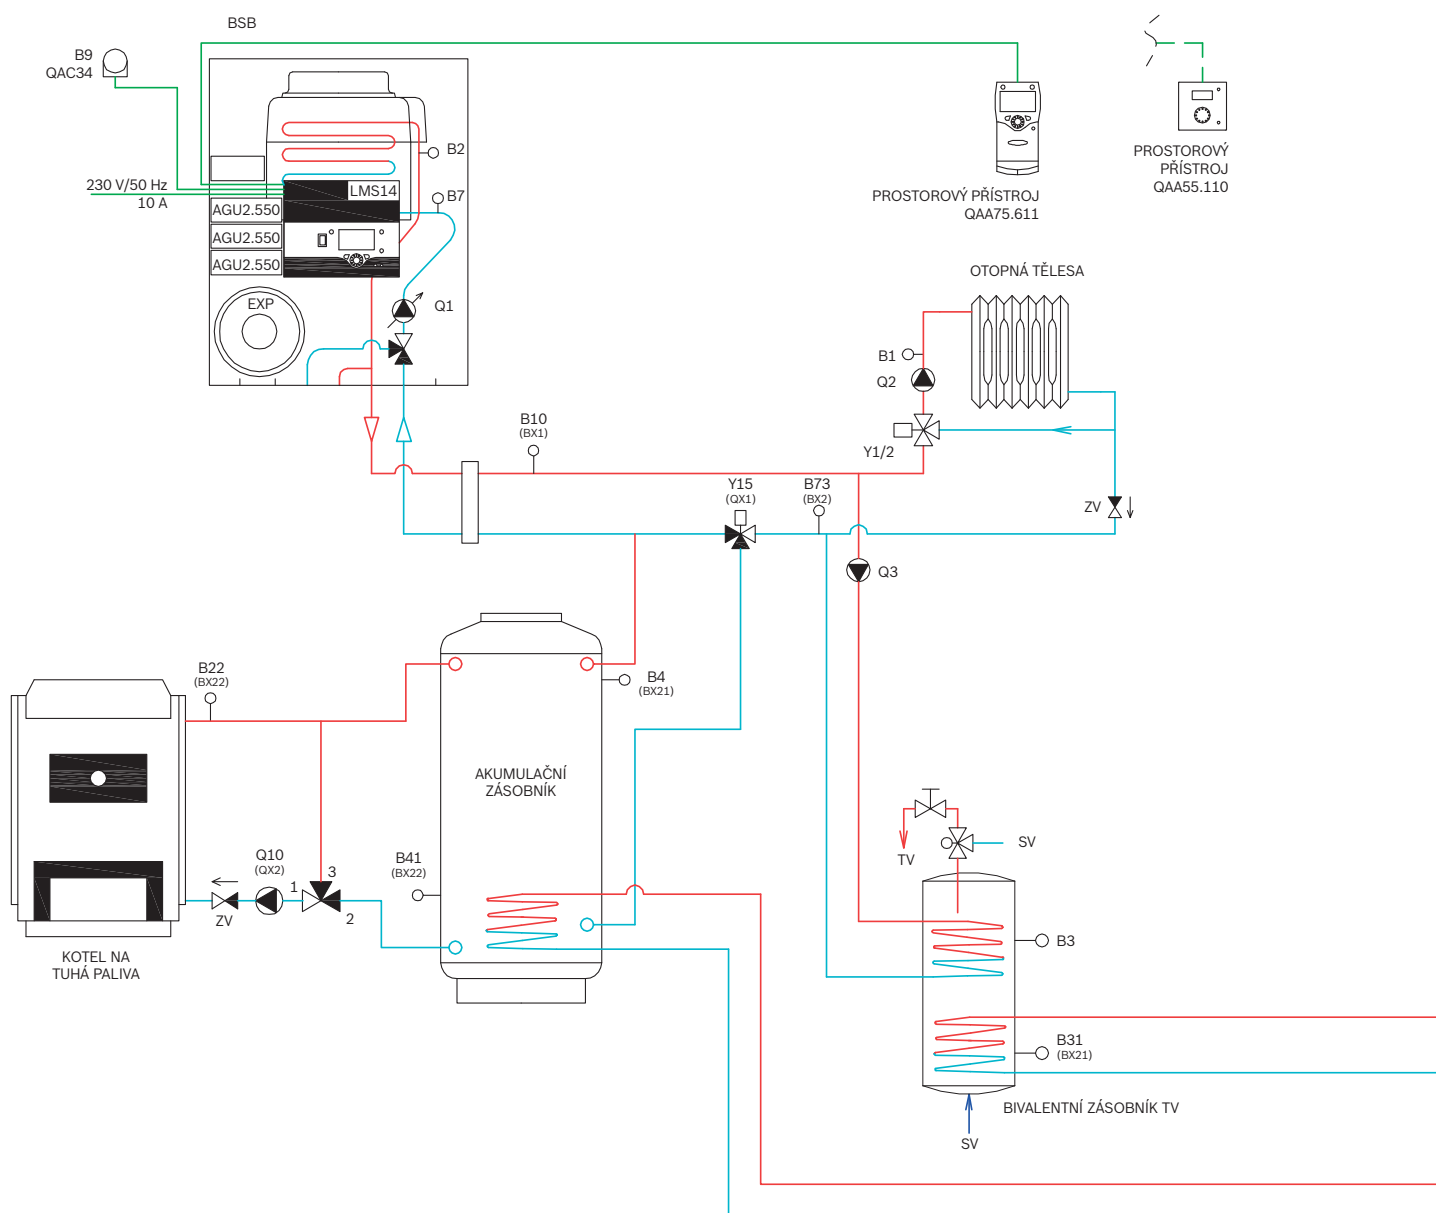 BSB
B9
QAC34
B2
230 V/50 Hz
10 A
LMS14
B7
AGU2.550
AGU2.550
AGU2.550
EXP
Q1
PROSTOROVÝ PŘÍSTROJ
QAA75.611
PROSTOROVÝ
PŘÍSTROJ
QAA55.110
OTOPNÁ TĚLESA
B1
Q2
Y1/2
B10
(BX1)
Y15
(QX1)
B73
(BX2)
ZV
Q3
B22
(BX22)
B4
(BX21)
AKUMULAČNÍ
ZÁSOBNÍK
B41
(BX22)
Q10
(QX2)
1
3
2
ZV
KOTEL NA
TUHÁ PALIVA
TV
SV
B3
B31
(BX21)
BIVALENTNÍ ZÁSOBNÍK TV
SV